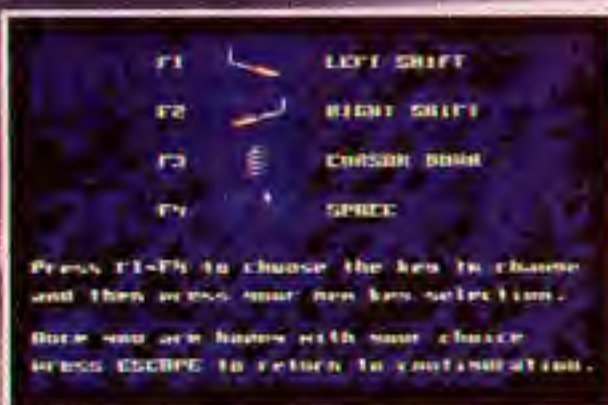 F1 LEFT SHIFT
F2 RIGHT SHIFT
F3 CURSOR DOWN
F4 SPACE
Press F1-F4 to choose the key to change
and then press your new key selection.
Once you are happy with your choice
press ESCAPE to return to configuration.